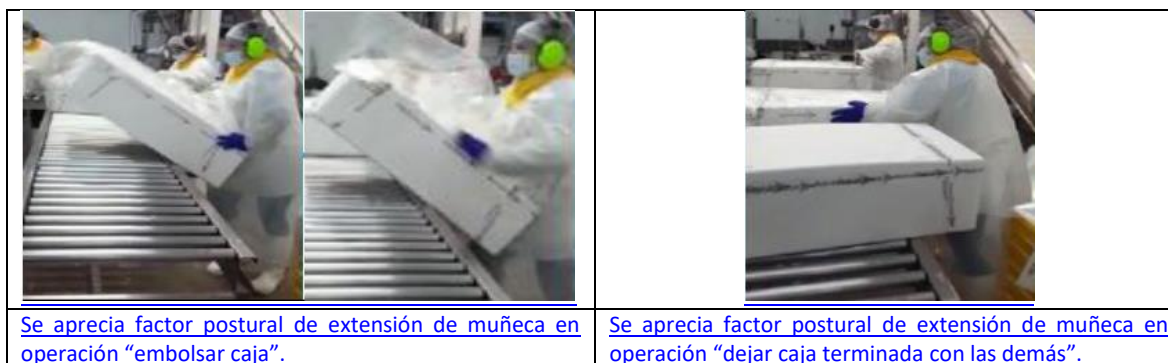 Se aprecia factor postural de extensión de muñeca en
operación “embolsar caja”.
Se aprecia factor postural de extensión de muñeca en
operación “dejar caja terminada con las demás”.